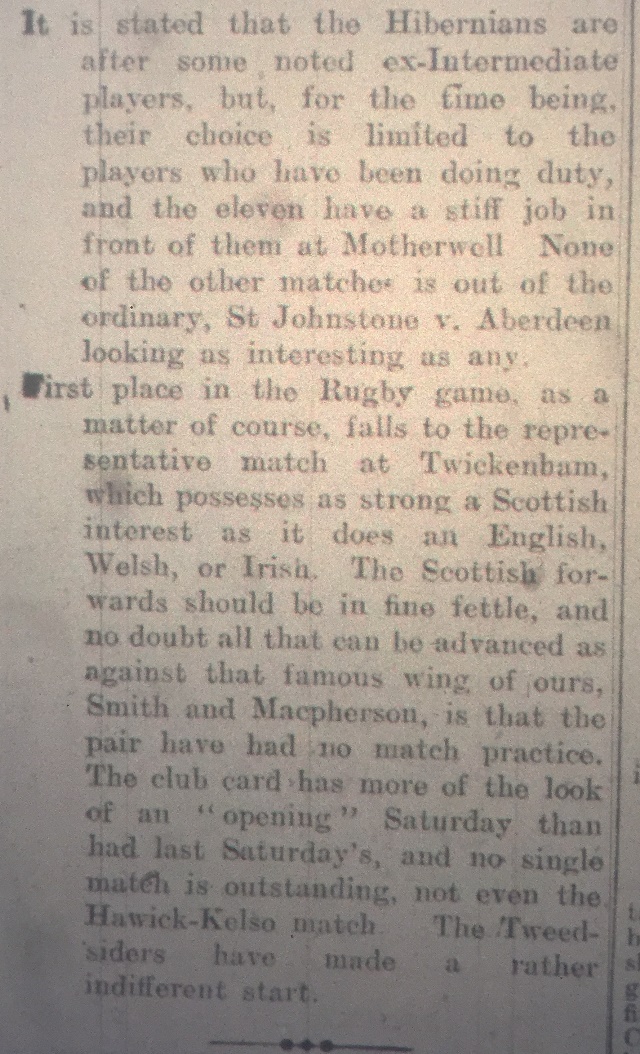 It is stated that the Hibernians are
after some noted ex-Intermediate
players, but, for the time being,
their choice is limited to the
players who have been doing duty,
and the eleven have a stiff job in
front of them at Motherwell None
of the other matches is out of the
ordinary, St Johnstone v. Aberdeen
looking as interesting as any.
First place in the Rugby game, as a
matter of course, falls to the repre-
sentative match at Twickenham,
which possesses as strong a Scottish
interest as it does an English,
Welsh, or Irish. The Scottish for-
wards should be in fine fettle, and
no doubt all that can be advanced as
against that famous wing of ours,
Smith and Macpherson, is that the
pair have had no match practice.
The club card has more of the look
of an "opening" Saturday than
had last Saturday's, and no single
match is outstanding, not even the
Hawick-Kelso match The Tweed-
siders have made a rather
indifferent start.